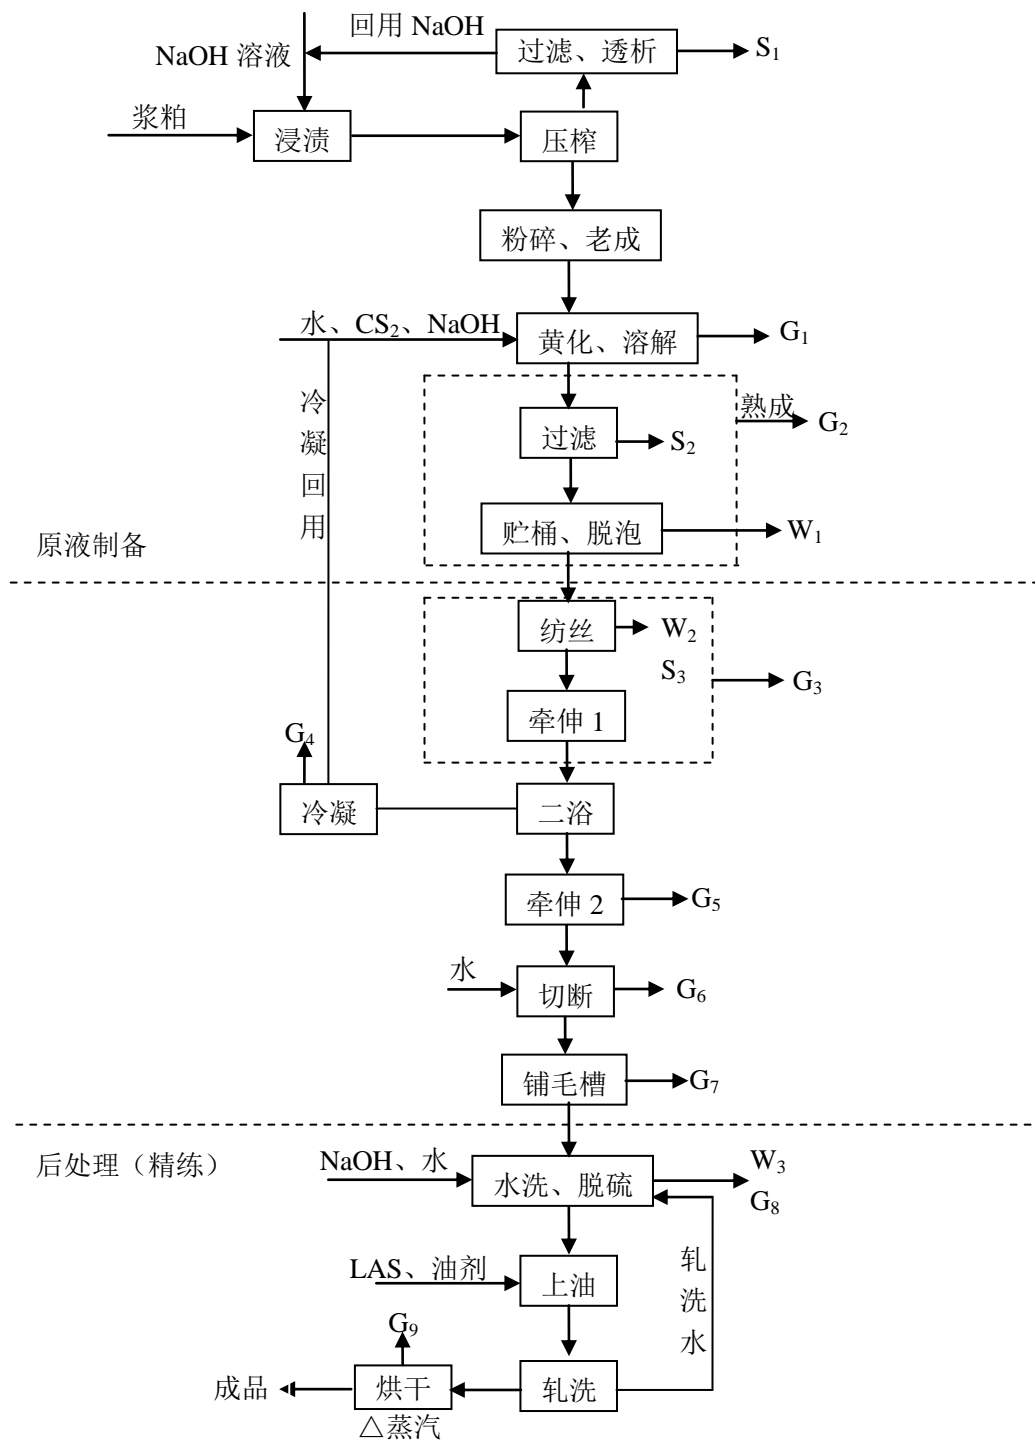 回用 NaOH
NaOH 溶液
过滤、透析
S₁
浆粕
浸渍
压榨
粉碎、老成
水、CS₂、NaOH
黄化、溶解
G₁
冷凝回用
熟成
G₂
过滤
S₂
贮桶、脱泡
W₁
原液制备
纺丝
W₂
S₃
G₃
牵伸 1
G₄
冷凝
二浴
牵伸 2
G₅
水
切断
G₆
铺毛槽
G₇
后处理（精练）
NaOH、水
水洗、脱硫
W₃
G₈
LAS、油剂
上油
轧洗水
G₉
成品
烘干
轧洗
△蒸汽